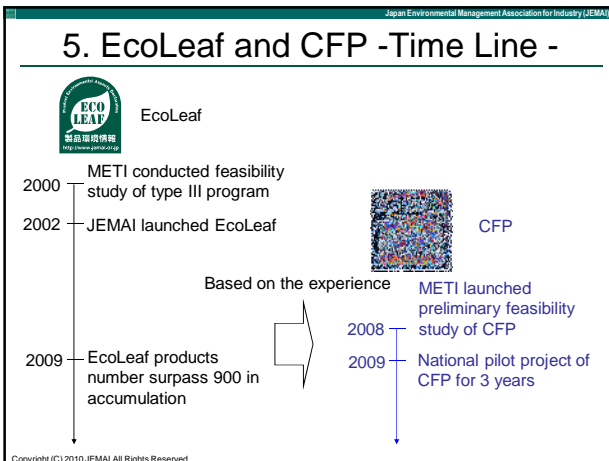 Japan Environmental Management Association for Industry (JEMAI)
5. EcoLeaf and CFP -Time Line -
Product Environmental Aspects Declaration
ECO
LEAF
製品環境情報
http://www.jemai.or.jp
EcoLeaf
2000
METI conducted feasibility
study of type III program
2002
JEMAI launched EcoLeaf
CFP
Based on the experience
METI launched
preliminary feasibility
study of CFP
2008
2009
EcoLeaf products
number surpass 900 in
accumulation
2009
National pilot project of
CFP for 3 years
Copyright (C) 2010 JEMAI All Rights Reserved